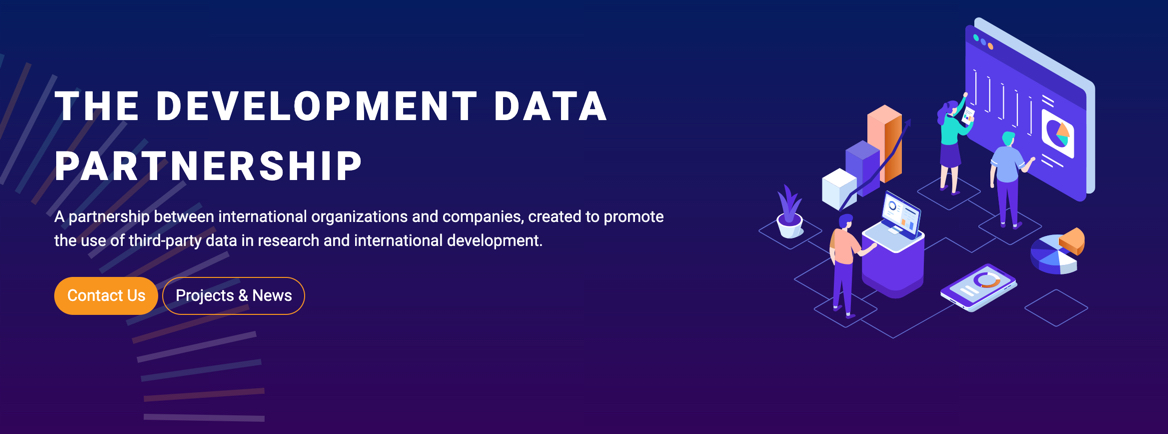 THE DEVELOPMENT DATA
PARTNERSHIP
A partnership between international organizations and companies, created to promote
the use of third-party data in research and international development.
Contact Us
Projects & News